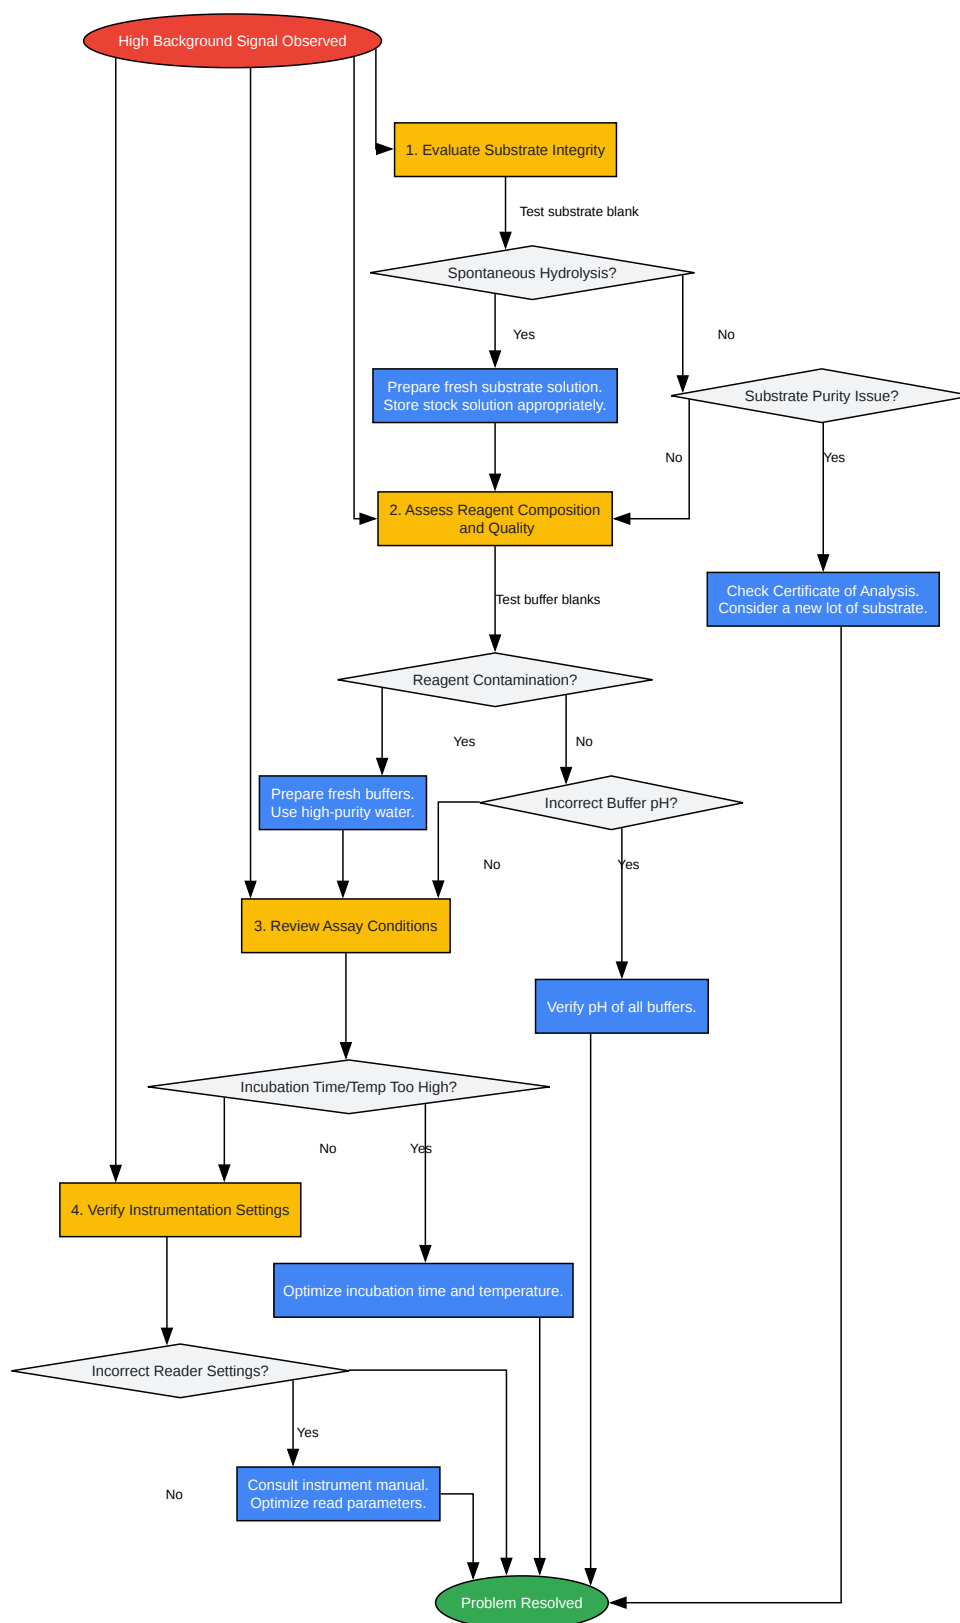 High Background Signal Observed
1. Evaluate Substrate Integrity
Test substrate blank
Spontaneous Hydrolysis?
Yes
No
Prepare fresh substrate solution.
Store stock solution appropriately.
Substrate Purity Issue?
No
Yes
2. Assess Reagent Composition
and Quality
Check Certificate of Analysis.
Consider a new lot of substrate.
Test buffer blanks
Reagent Contamination?
Yes
No
Prepare fresh buffers.
Use high-purity water.
Incorrect Buffer pH?
No
Yes
3. Review Assay Conditions
Verify pH of all buffers.
Incubation Time/Temp Too High?
No
Yes
4. Verify Instrumentation Settings
Optimize incubation time and temperature.
Incorrect Reader Settings?
Yes
Consult instrument manual.
Optimize read parameters.
No
Problem Resolved